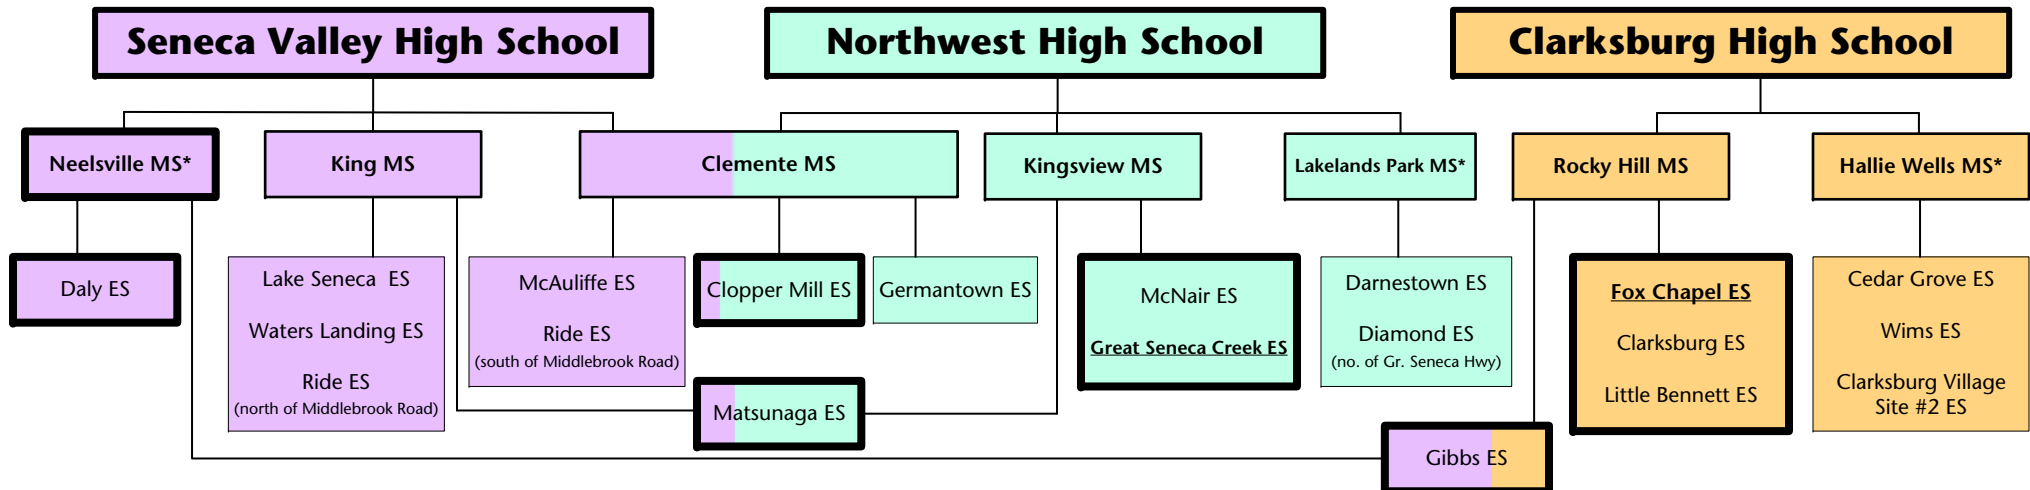 Seneca Valley High School
Northwest High School
Clarksburg High School
Neelsville MS*
King MS
Clemente MS
Kingsview MS
Lakelands Park MS*
Rocky Hill MS
Hallie Wells MS*
Daly ES
Lake Seneca ES
Waters Landing ES
Ride ES
(north of Middlebrook Road)
McAuliffe ES
Ride ES
(south of Middlebrook Road)
Clopper Mill ES
Germantown ES
Matsunaga ES
McNair ES
Great Seneca Creek ES
Darnestown ES
Diamond ES
(no. of Gr. Seneca Hwy)
Fox Chapel ES
Clarksburg ES
Little Bennett ES
Cedar Grove ES
Wims ES
Clarksburg Village
Site #2 ES
Gibbs ES